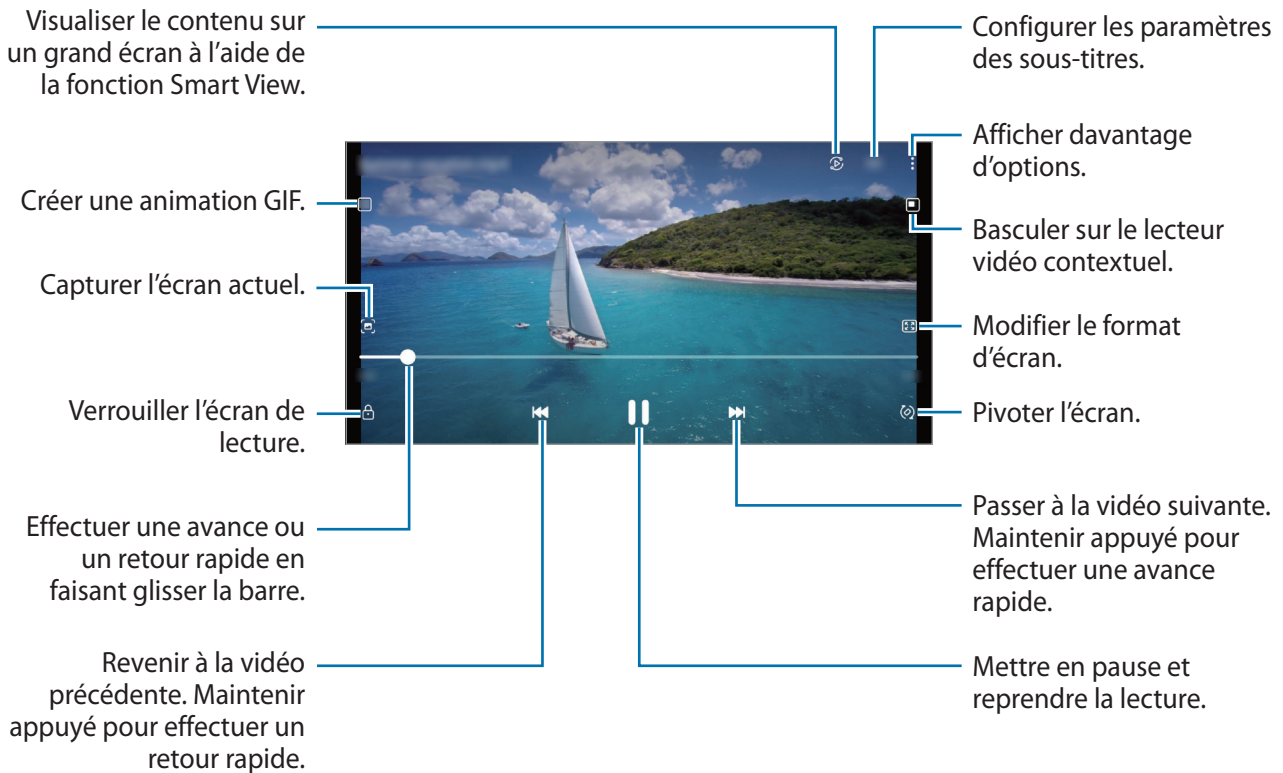 Visualiser le contenu sur
un grand écran à l’aide de
la fonction Smart View.
Créer une animation GIF.
Capturer l’écran actuel.
Verrouiller l’écran de
lecture.
Effectuer une avance ou
un retour rapide en
faisant glisser la barre.
Revenir à la vidéo
précédente. Maintenir
appuyé pour effectuer un
retour rapide.
Configurer les paramètres
des sous-titres.
Afficher davantage
d’options.
Basculer sur le lecteur
vidéo contextuel.
Modifier le format
d’écran.
Pivoter l’écran.
Passer à la vidéo suivante.
Maintenir appuyé pour
effectuer une avance
rapide.
Mettre en pause et
reprendre la lecture.